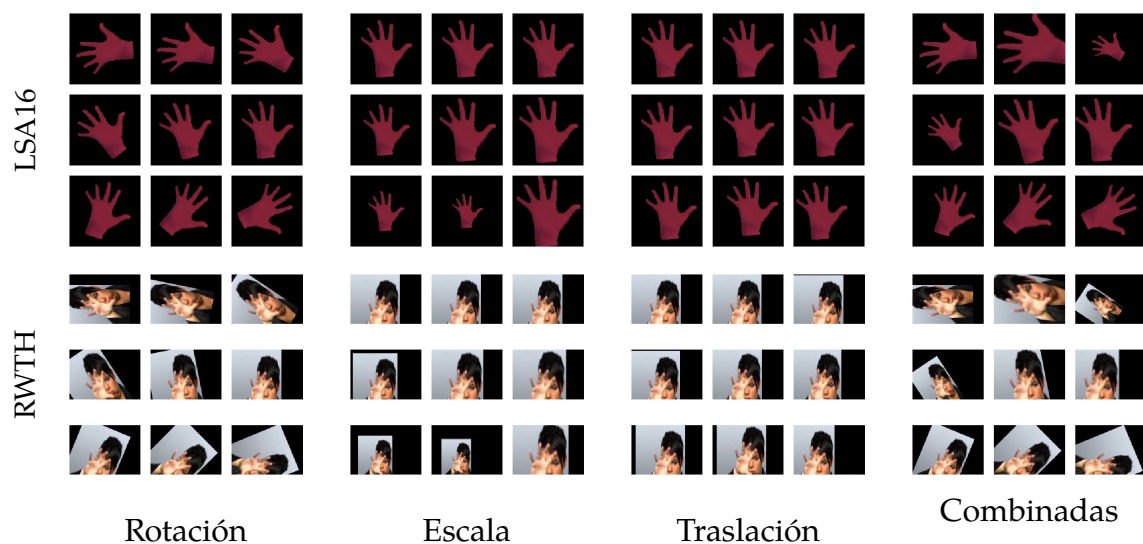 LSA16
RWTH
Rotación
Escala
Traslación
Combinadas